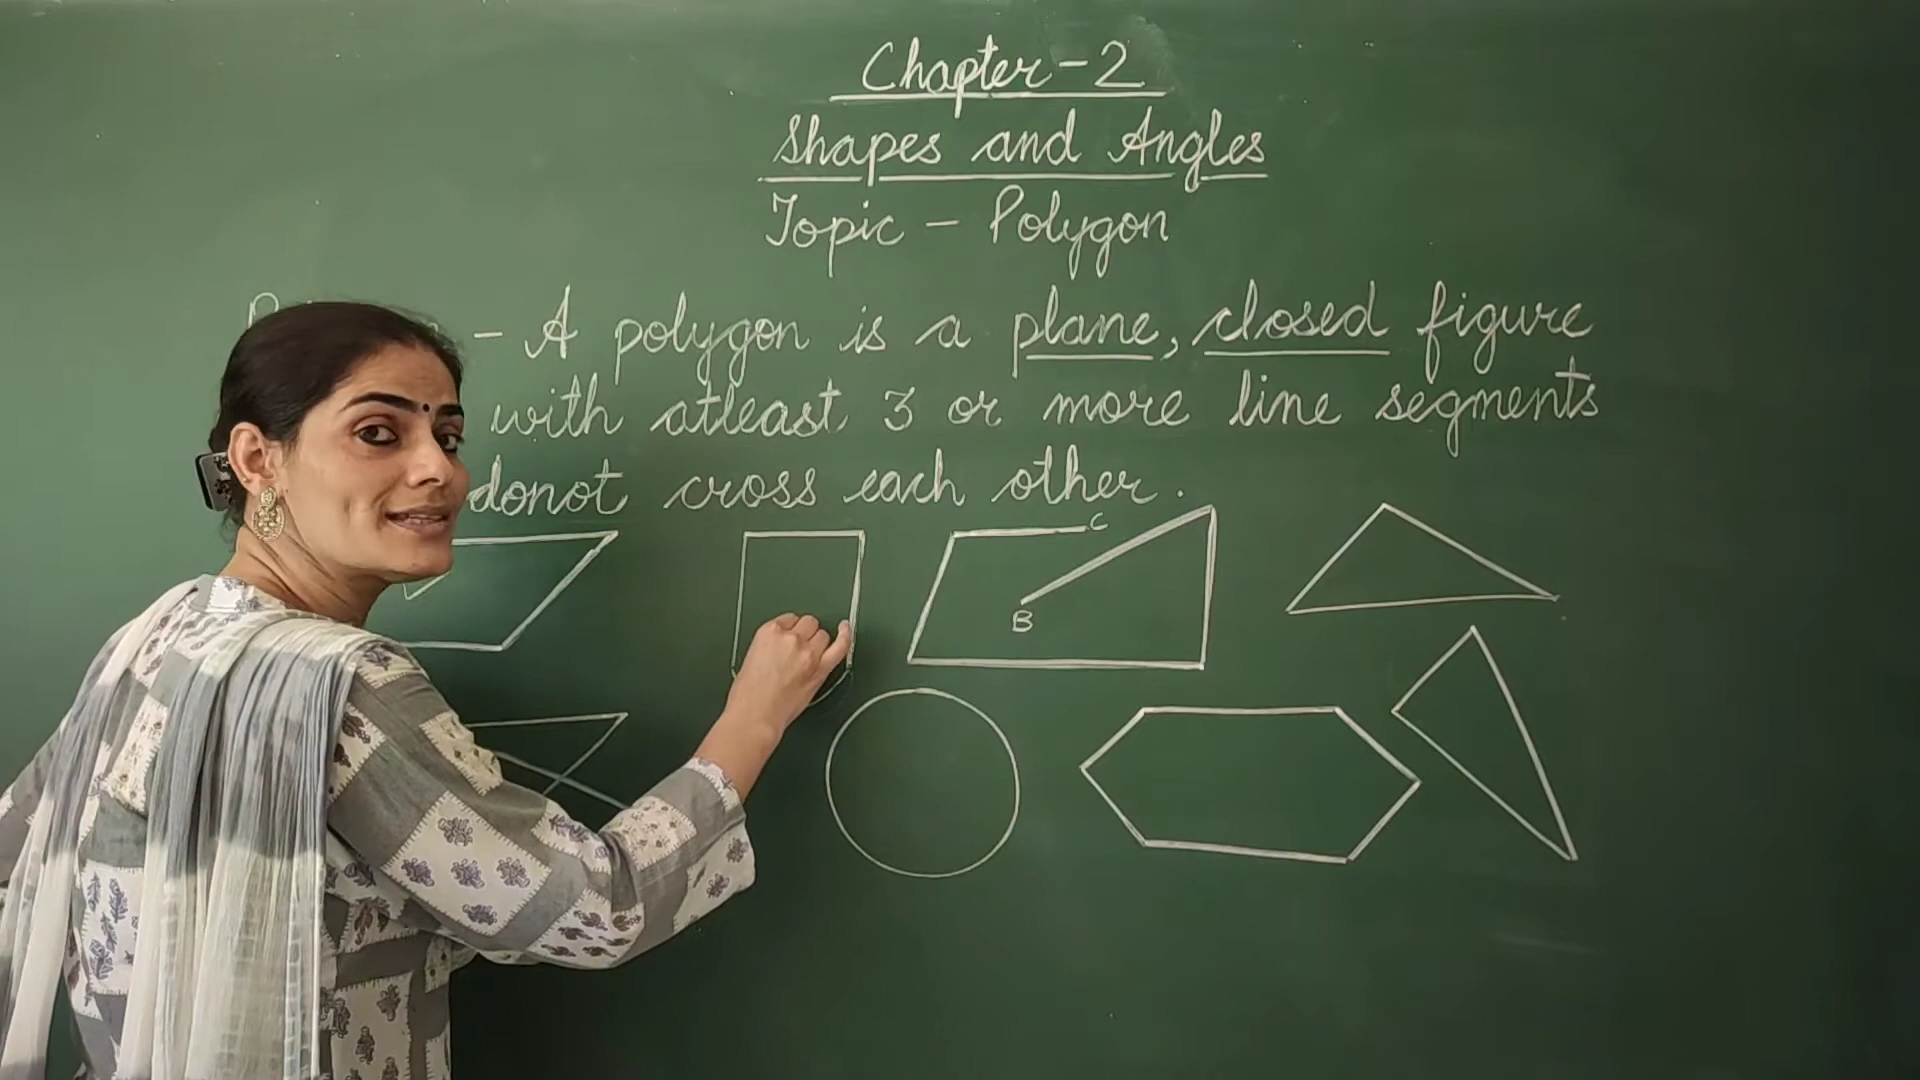 Chapter - 2
Shapes and Angles
Topic - Polygon
- A polygon is a plane, closed figure
with atleast 3 or more line segments
donot cross each other.
C
B